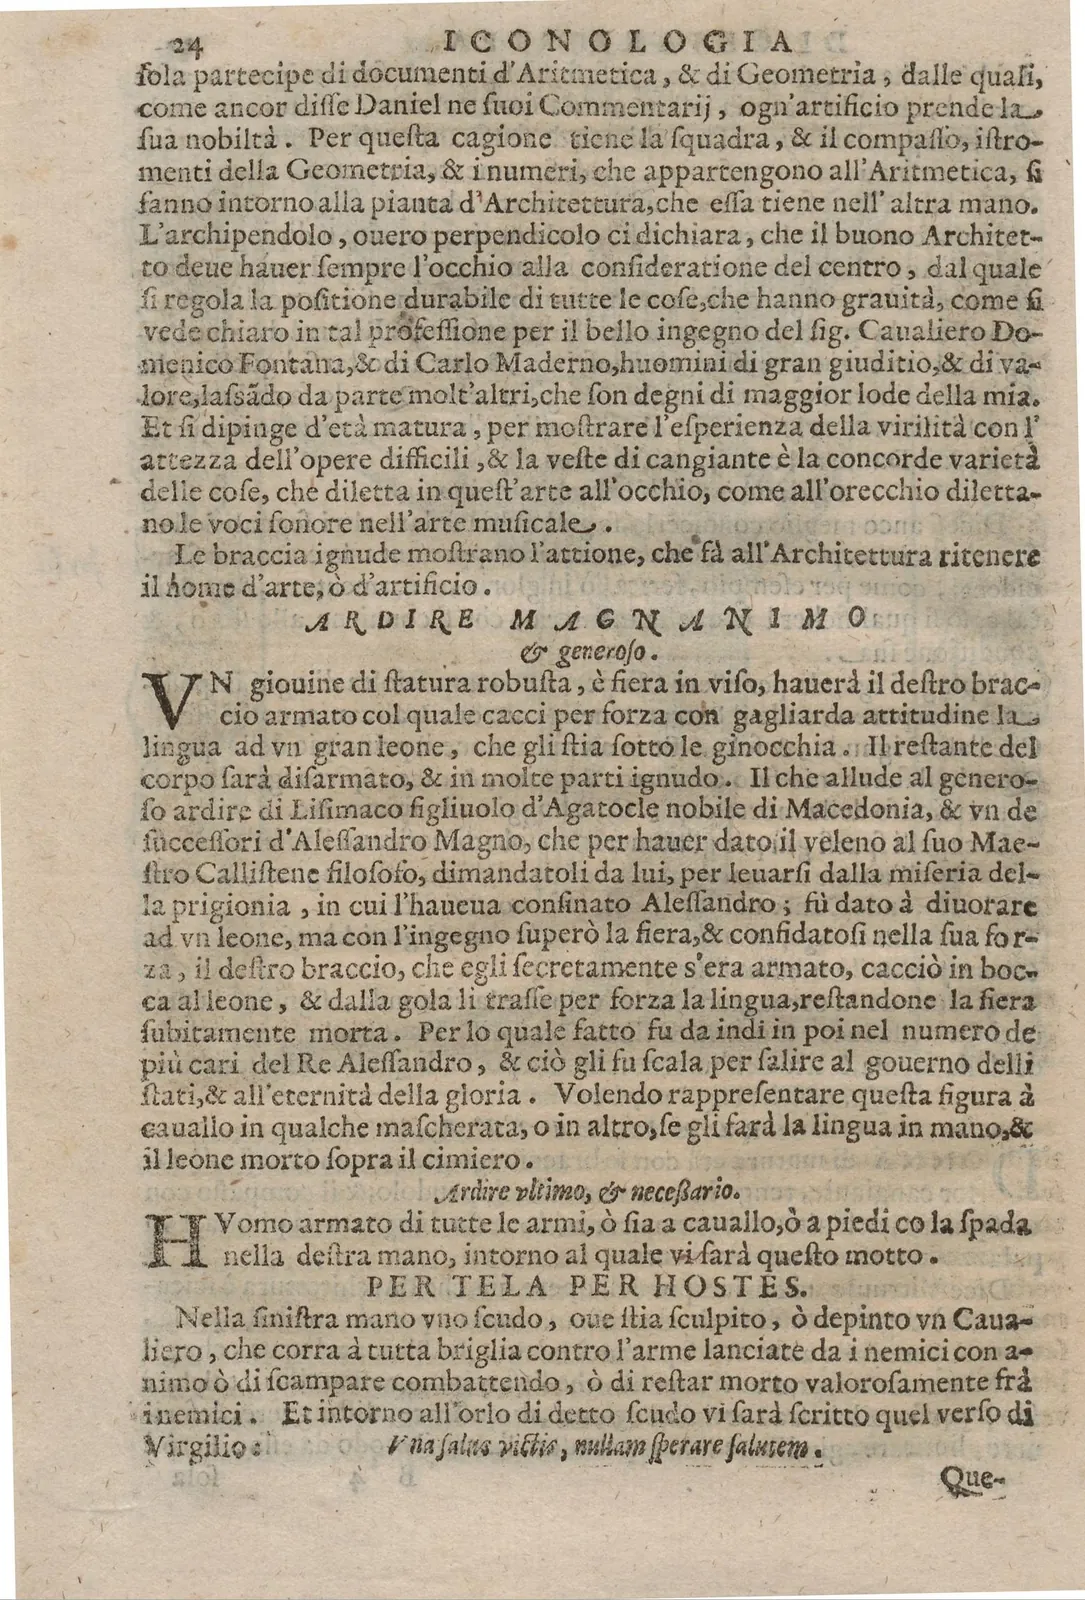 24 ICONOLOGIA
ſola partecipe di documenti d'Aritmetica, & di Geometria, dalle quali,
come ancor diſſe Daniel ne ſuoi Commentarij, ogn'artificio prende la
ſua nobiltà. Per queſta cagione tiene la ſquadra, & il compaſſo, iſtro-
menti della Geometria, & i numeri, che appartengono all'Aritmetica, ſi
fanno intorno alla pianta d'Architettura, che eſſa tiene nell' altra mano.
L'archipendolo, ouero perpendicolo ci dichiara, che il buono Architet-
to deue hauer ſempre l'occhio alla conſideratione del centro, dal quale
ſi regola la poſitione durabile di tutte le coſe, che hanno grauità, come ſi
vede chiaro in tal profeſſione per il bello ingegno del ſig. Caualiero Do-
menico Fontana, & di Carlo Maderno, huomini di gran giuditio, & di va-
lore, laſsãdo da parte molt'altri, che ſon degni di maggior lode della mia.
Et ſi dipinge d'età matura, per moſtrare l'eſperienza della virilità con l'
attezza dell'opere difficili, & la veſte di cangiante è la concorde varietà
delle coſe, che diletta in queſt'arte all'occhio, come all'orecchio diletta-
no le voci ſonore nell'arte muſicale.
Le braccia ignude moſtrano l'attione, che fà all'Architettura ritenere
il nome d'arte, ò d'artificio.
ARDIRE MAGNANIMO
& generoſo.
VN giouine di ſtatura robuſta, è fiera in viſo, hauerà il deſtro brac-
cio armato col quale cacci per forza con gagliarda attitudine la
lingua ad vn gran leone, che gli ſtia ſotto le ginocchia. Il reſtante del
corpo ſarà diſarmato, & in molte parti ignudo. Il che allude al genero-
ſo ardire di Liſimaco figliuolo d'Agatocle nobile di Macedonia, & vn de
ſucceſſori d'Aleſſandro Magno, che per hauer dato il veleno al ſuo Mae-
ſtro Calliſtene filoſofo, dimandatoli da lui, per leuarſi dalla miſeria del-
la prigionia, in cui l'haueua confinato Aleſſandro; fù dato à diuorare
ad vn leone, ma con l'ingegno ſuperò la fiera, & confidatoſi nella ſua for-
za, il deſtro braccio, che egli ſecretamente s'era armato, cacciò in boc-
ca al leone, & dalla gola li traſſe per forza la lingua, reſtandone la fiera
ſubitamente morta. Per lo quale fatto fu da indi in poi nel numero de
più cari del Re Aleſſandro, & ciò gli fu ſcala per ſalire al gouerno delli
ſtati, & all'eternità della gloria. Volendo rappreſentare queſta figura à
cauallo in qualche maſcherata, o in altro, ſe gli farà la lingua in mano, &
il leone morto ſopra il cimiero.
Ardire vltimo, & neceſſario.
HVomo armato di tutte le armi, ò ſia a cauallo, ò a piedi co la ſpada
nella deſtra mano, intorno al quale vi ſarà queſto motto.
PER TELA PER HOSTES.
Nella ſiniſtra mano vno ſcudo, oue ſtia ſculpito, ò depinto vn Caua-
liero, che corra à tutta briglia contro l'arme lanciate da i nemici con a-
nimo ò di ſcampare combattendo, ò di reſtar morto valoroſamente frà
i nemici. Et intorno all'orlo di detto ſcudo vi ſarà ſcritto quel verſo di
Virgilio: Vna ſalus victis, nullam ſperare ſalutem.
Que-